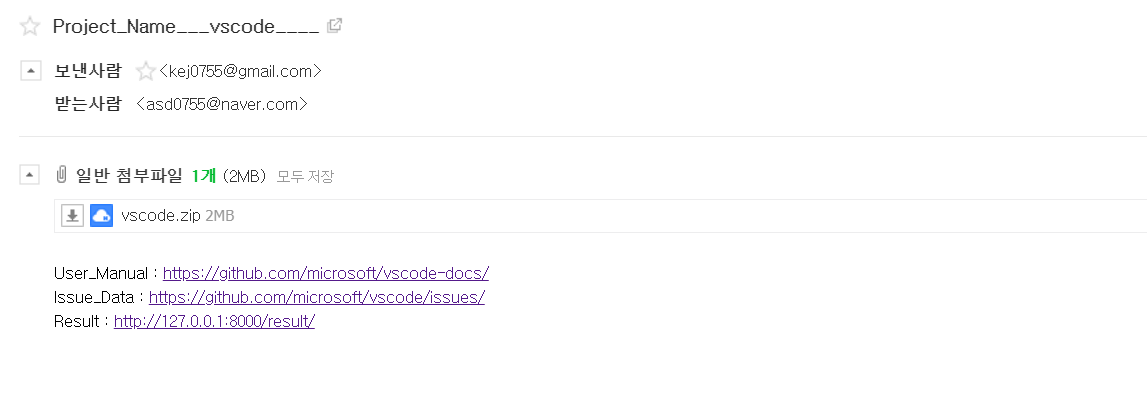 Project_Name___vscode____
보낸사람 <kej0755@gmail.com>
받는사람 <asd0755@naver.com>
일반 첨부파일 1개 (2MB) 모두 저장
vscode.zip 2MB
User_Manual : https://github.com/microsoft/vscode-docs/
Issue_Data : https://github.com/microsoft/vscode/issues/
Result : http://127.0.0.1:8000/result/